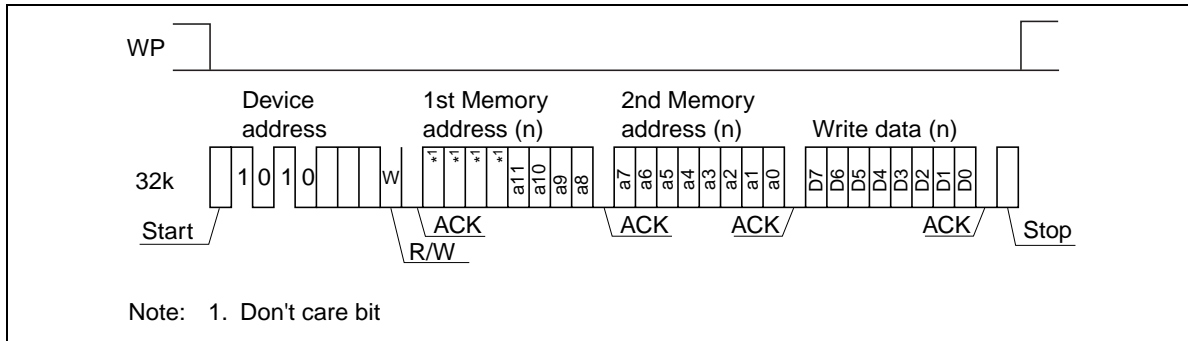 WP
Device address
1st Memory address (n)
2nd Memory address (n)
Write data (n)
32k
1 0 1 0 W *1 *1 *1 *1 a11 a10 a9 a8 a7 a6 a5 a4 a3 a2 a1 a0 D7 D6 D5 D4 D3 D2 D1 D0
Start ACK ACK ACK ACK Stop
R/W
Note: 1. Don't care bit